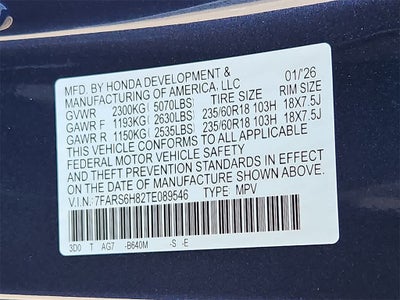 MFD. BY HONDA DEVELOPMENT &
MANUFACTURING OF AMERICA, LLC 01/26
GVWR 2300KG( 5070LBS) TIRE SIZE RIM SIZE
GAWR F 1193KG( 2630LBS) 235/60R18 103H 18X7.5J
GAWR R 1150KG( 2535LBS) 235/60R18 103H 18X7.5J
THIS VEHICLE CONFORMS TO ALL APPLICABLE
FEDERAL MOTOR VEHICLE SAFETY
AND THEFT PREVENTION STANDARDS IN EFFECT
ON THE DATE OF MANUFACTURE SHOWN ABOVE.
V.I.N.: 7FARS6H82TE089546 TYPE: MPV
3D0 T AG7 -B640M -S -E